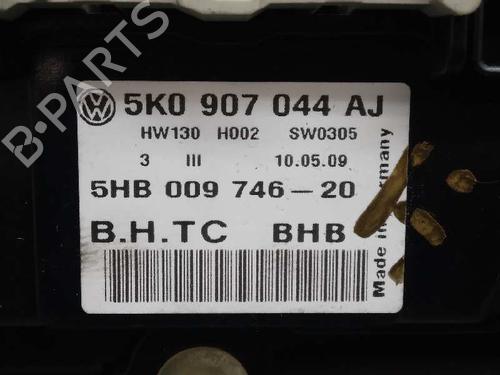 B-PARTS
5K0 907 044 AJ
HW130 H002 SW0305
3 III 10.05.09
5HB 009 746-20
B.H.TC BHB
Made in Germany